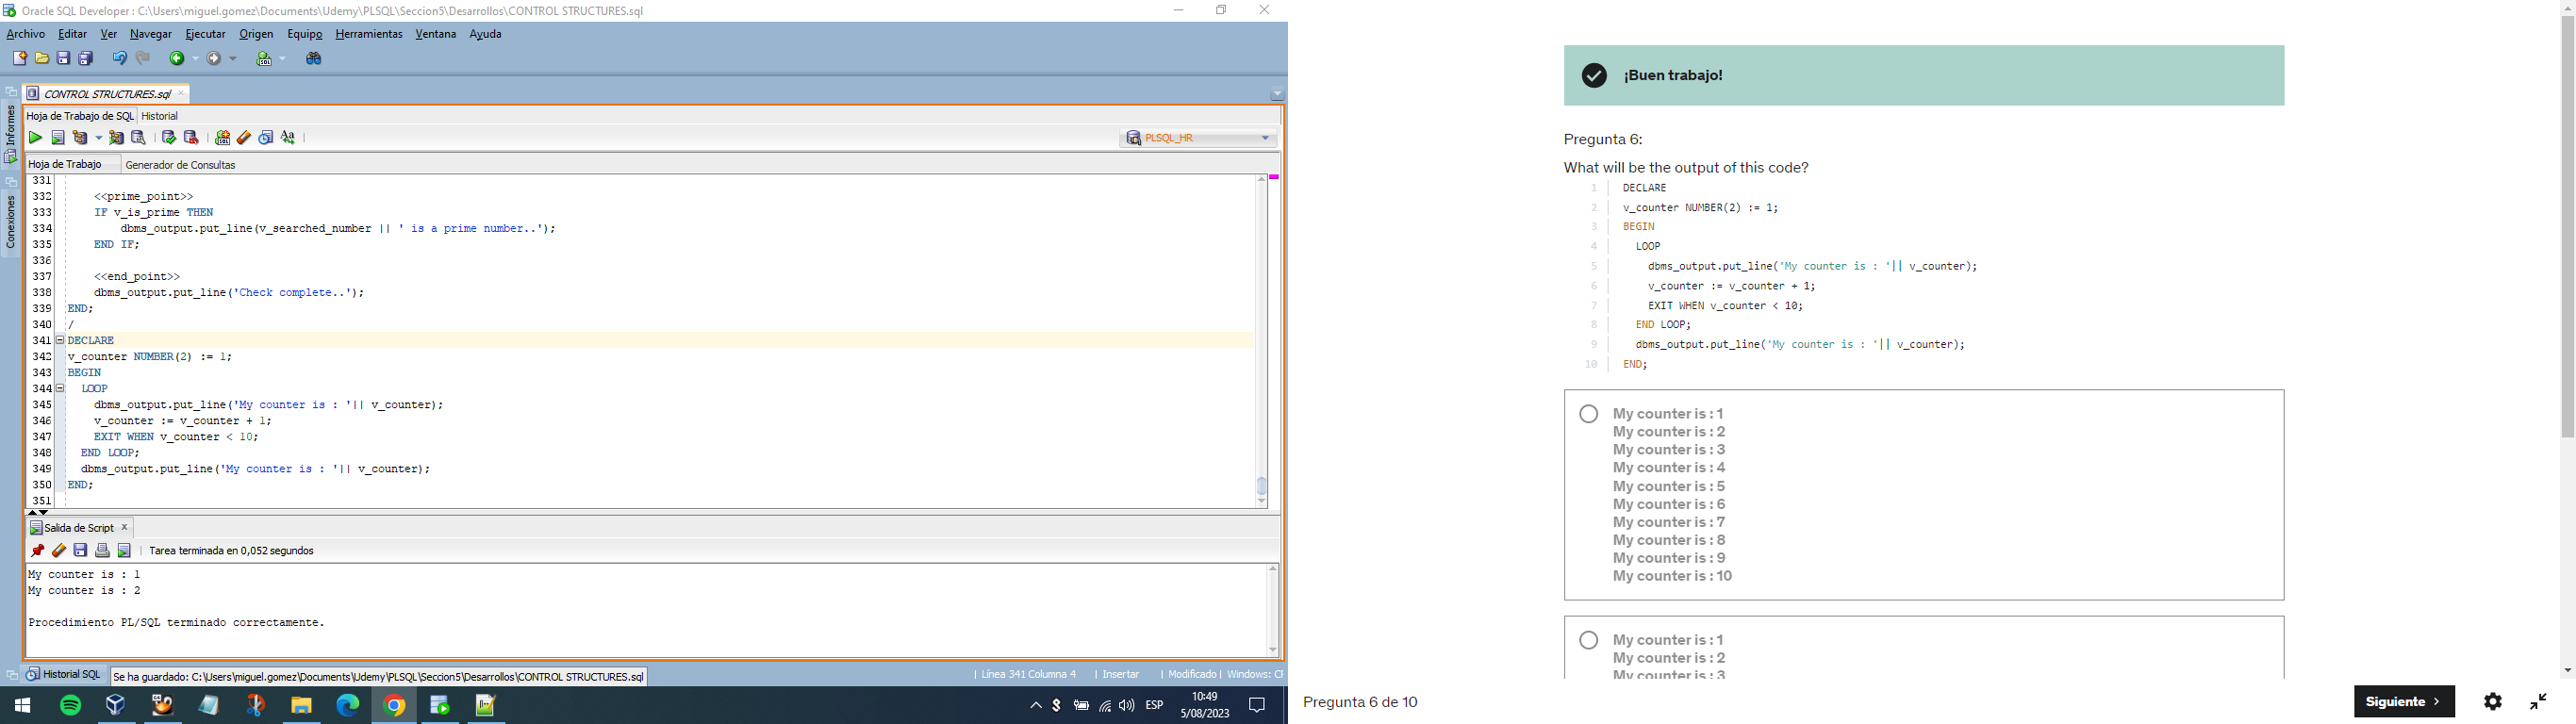 Oracle SQL Developer : C:\Users\miguel.gomez\Documents\Udemy\PLSQL\Seccion5\Desarrollos\CONTROL STRUCTURES.sql
Archivo Editar Ver Navegar Ejecutar Origen Equipo Herramientas Ventana Ayuda
CONTROL STRUCTURES.sql
Informes
Conexiones
Hoja de Trabajo de SQL Historial
PLSQL_HR
Hoja de Trabajo Generador de Consultas
331
332 <<prime_point>>
333 IF v_is_prime THEN
334 dbms_output.put_line(v_searched_number || ' is a prime number..');
335 END IF;
336
337 <<end_point>>
338 dbms_output.put_line('Check complete..');
339 END;
340 /
341 DECLARE
342 v_counter NUMBER(2) := 1;
343 BEGIN
344 LOOP
345 dbms_output.put_line('My counter is : '|| v_counter);
346 v_counter := v_counter + 1;
347 EXIT WHEN v_counter < 10;
348 END LOOP;
349 dbms_output.put_line('My counter is : '|| v_counter);
350 END;
351
Salida de Script x
Tarea terminada en 0,052 segundos
My counter is : 1
My counter is : 2
Procedimiento PL/SQL terminado correctamente.
Historial SQL Se ha guardado: C:\Users\miguel.gomez\Documents\Udemy\PLSQL\Seccion5\Desarrollos\CONTROL STRUCTURES.sql
Línea 341 Columna 4 | Insertar | Modificado | Windows: CF
ESP
10:49
5/08/2023
¡Buen trabajo!
Pregunta 6:
What will be the output of this code?
1 DECLARE
2 v_counter NUMBER(2) := 1;
3 BEGIN
4 LOOP
5 dbms_output.put_line('My counter is : '|| v_counter);
6 v_counter := v_counter + 1;
7 EXIT WHEN v_counter < 10;
8 END LOOP;
9 dbms_output.put_line('My counter is : '|| v_counter);
10 END;
My counter is : 1
My counter is : 2
My counter is : 3
My counter is : 4
My counter is : 5
My counter is : 6
My counter is : 7
My counter is : 8
My counter is : 9
My counter is : 10
My counter is : 1
My counter is : 2
My counter is : 3
Pregunta 6 de 10
Siguiente